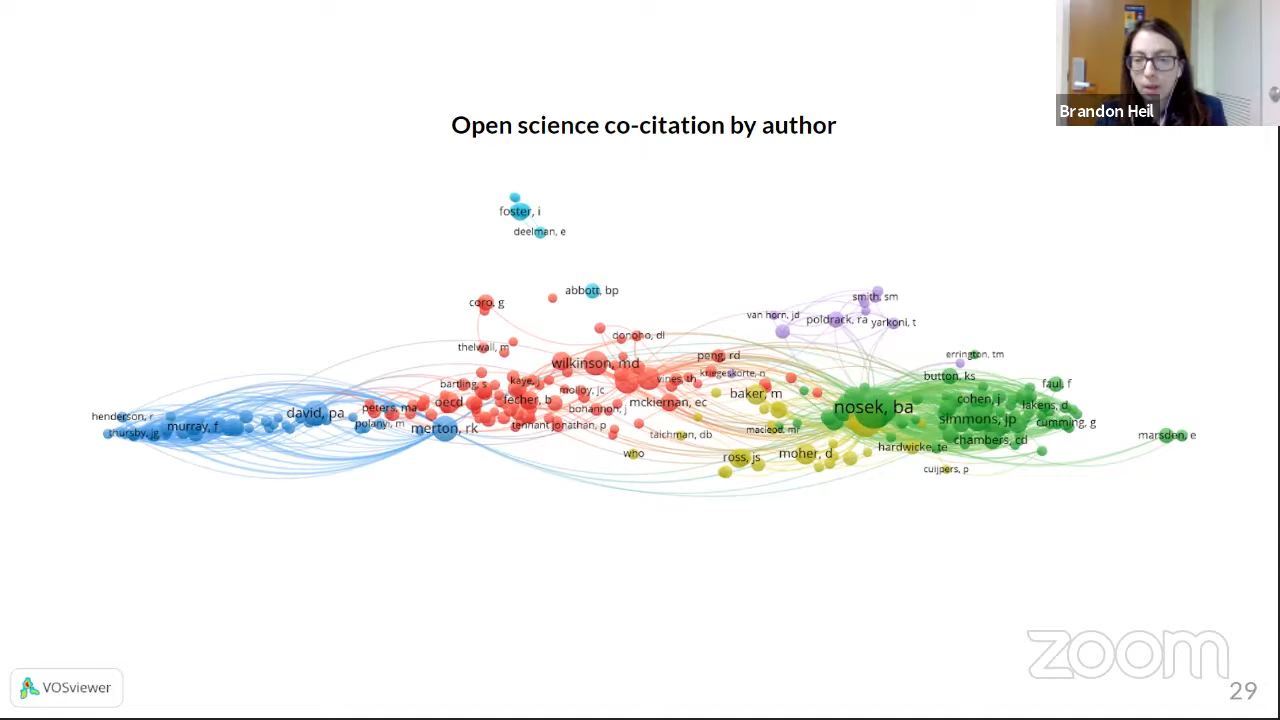 Brandon Heil
Open science co-citation by author
foster, i
deelman, e
abbott, bp
coro, g
smith, sm
van horn, jd
poldrack, ra
yarkoni, t
donoho, dl
thelwall, m
peng, rd
errington, tm
wilkinson, md
kriegeskorte, n
vines, th
button, ks
bartling, s
kaye, j
molloy, jc
baker, m
faul, f
oecd
fecher, b
mckiernan, ec
cohen, j
lakens, d
peters, ma
bohannon, j
nosek, ba
david, pa
henderson, r
simmons, jp
cumming, g
polanyi, m
tennant jonathan, p
murray, f
merton, rk
macleod, mr
thursby, jg
taichman, db
marsden, e
chambers, cd
hardwicke, te
who
ross, js
moher, d
cuijpers, p
zoom
VOSviewer
29